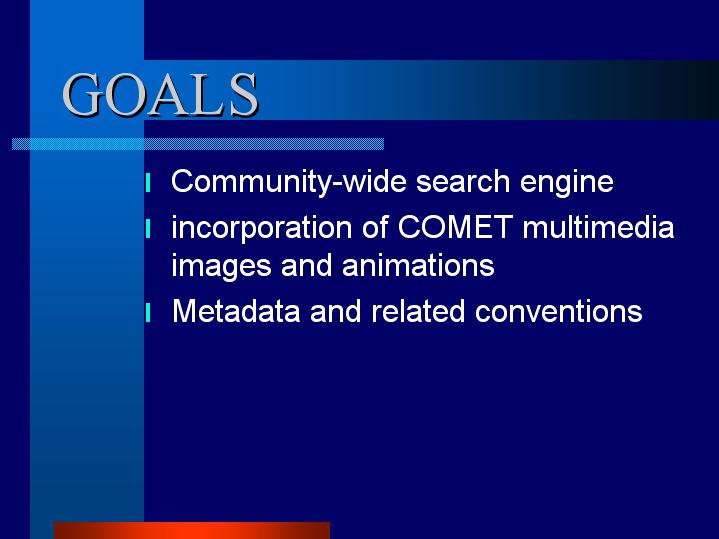 GOALS
Community-wide search engine
incorporation of COMET multimedia
images and animations
Metadata and related conventions